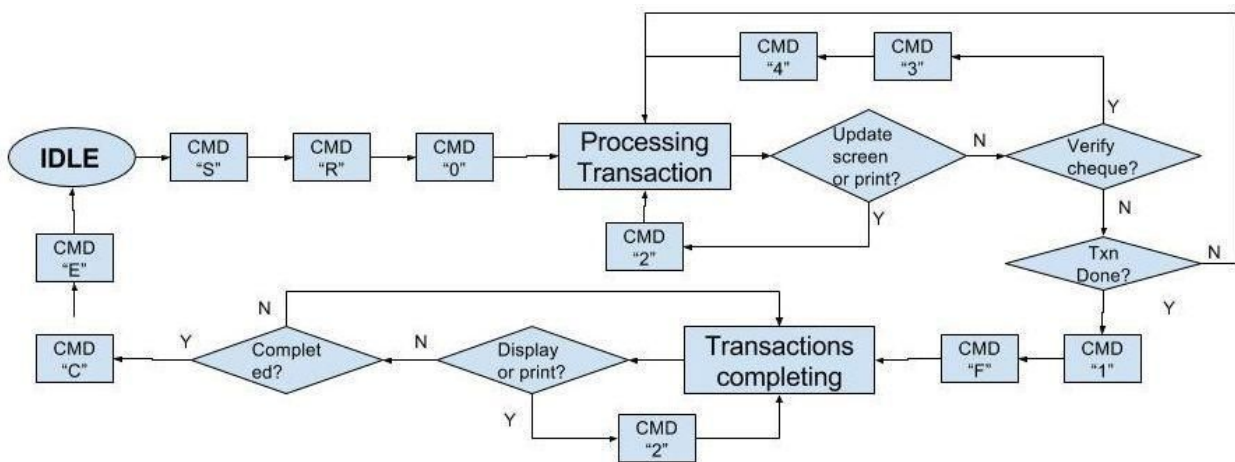 CMD
“4”
CMD
“3”
Y
IDLE
CMD
“S”
CMD
“R”
CMD
“0”
Processing
Transaction
Update
screen
or print?
N
Verify
cheque?
Y
N
CMD
“2”
CMD
“E”
Txn
Done?
N
Y
N
CMD
“C”
Y
Complet
ed?
N
Display
or print?
Transactions
completing
CMD
“F”
CMD
“1”
Y
CMD
“2”